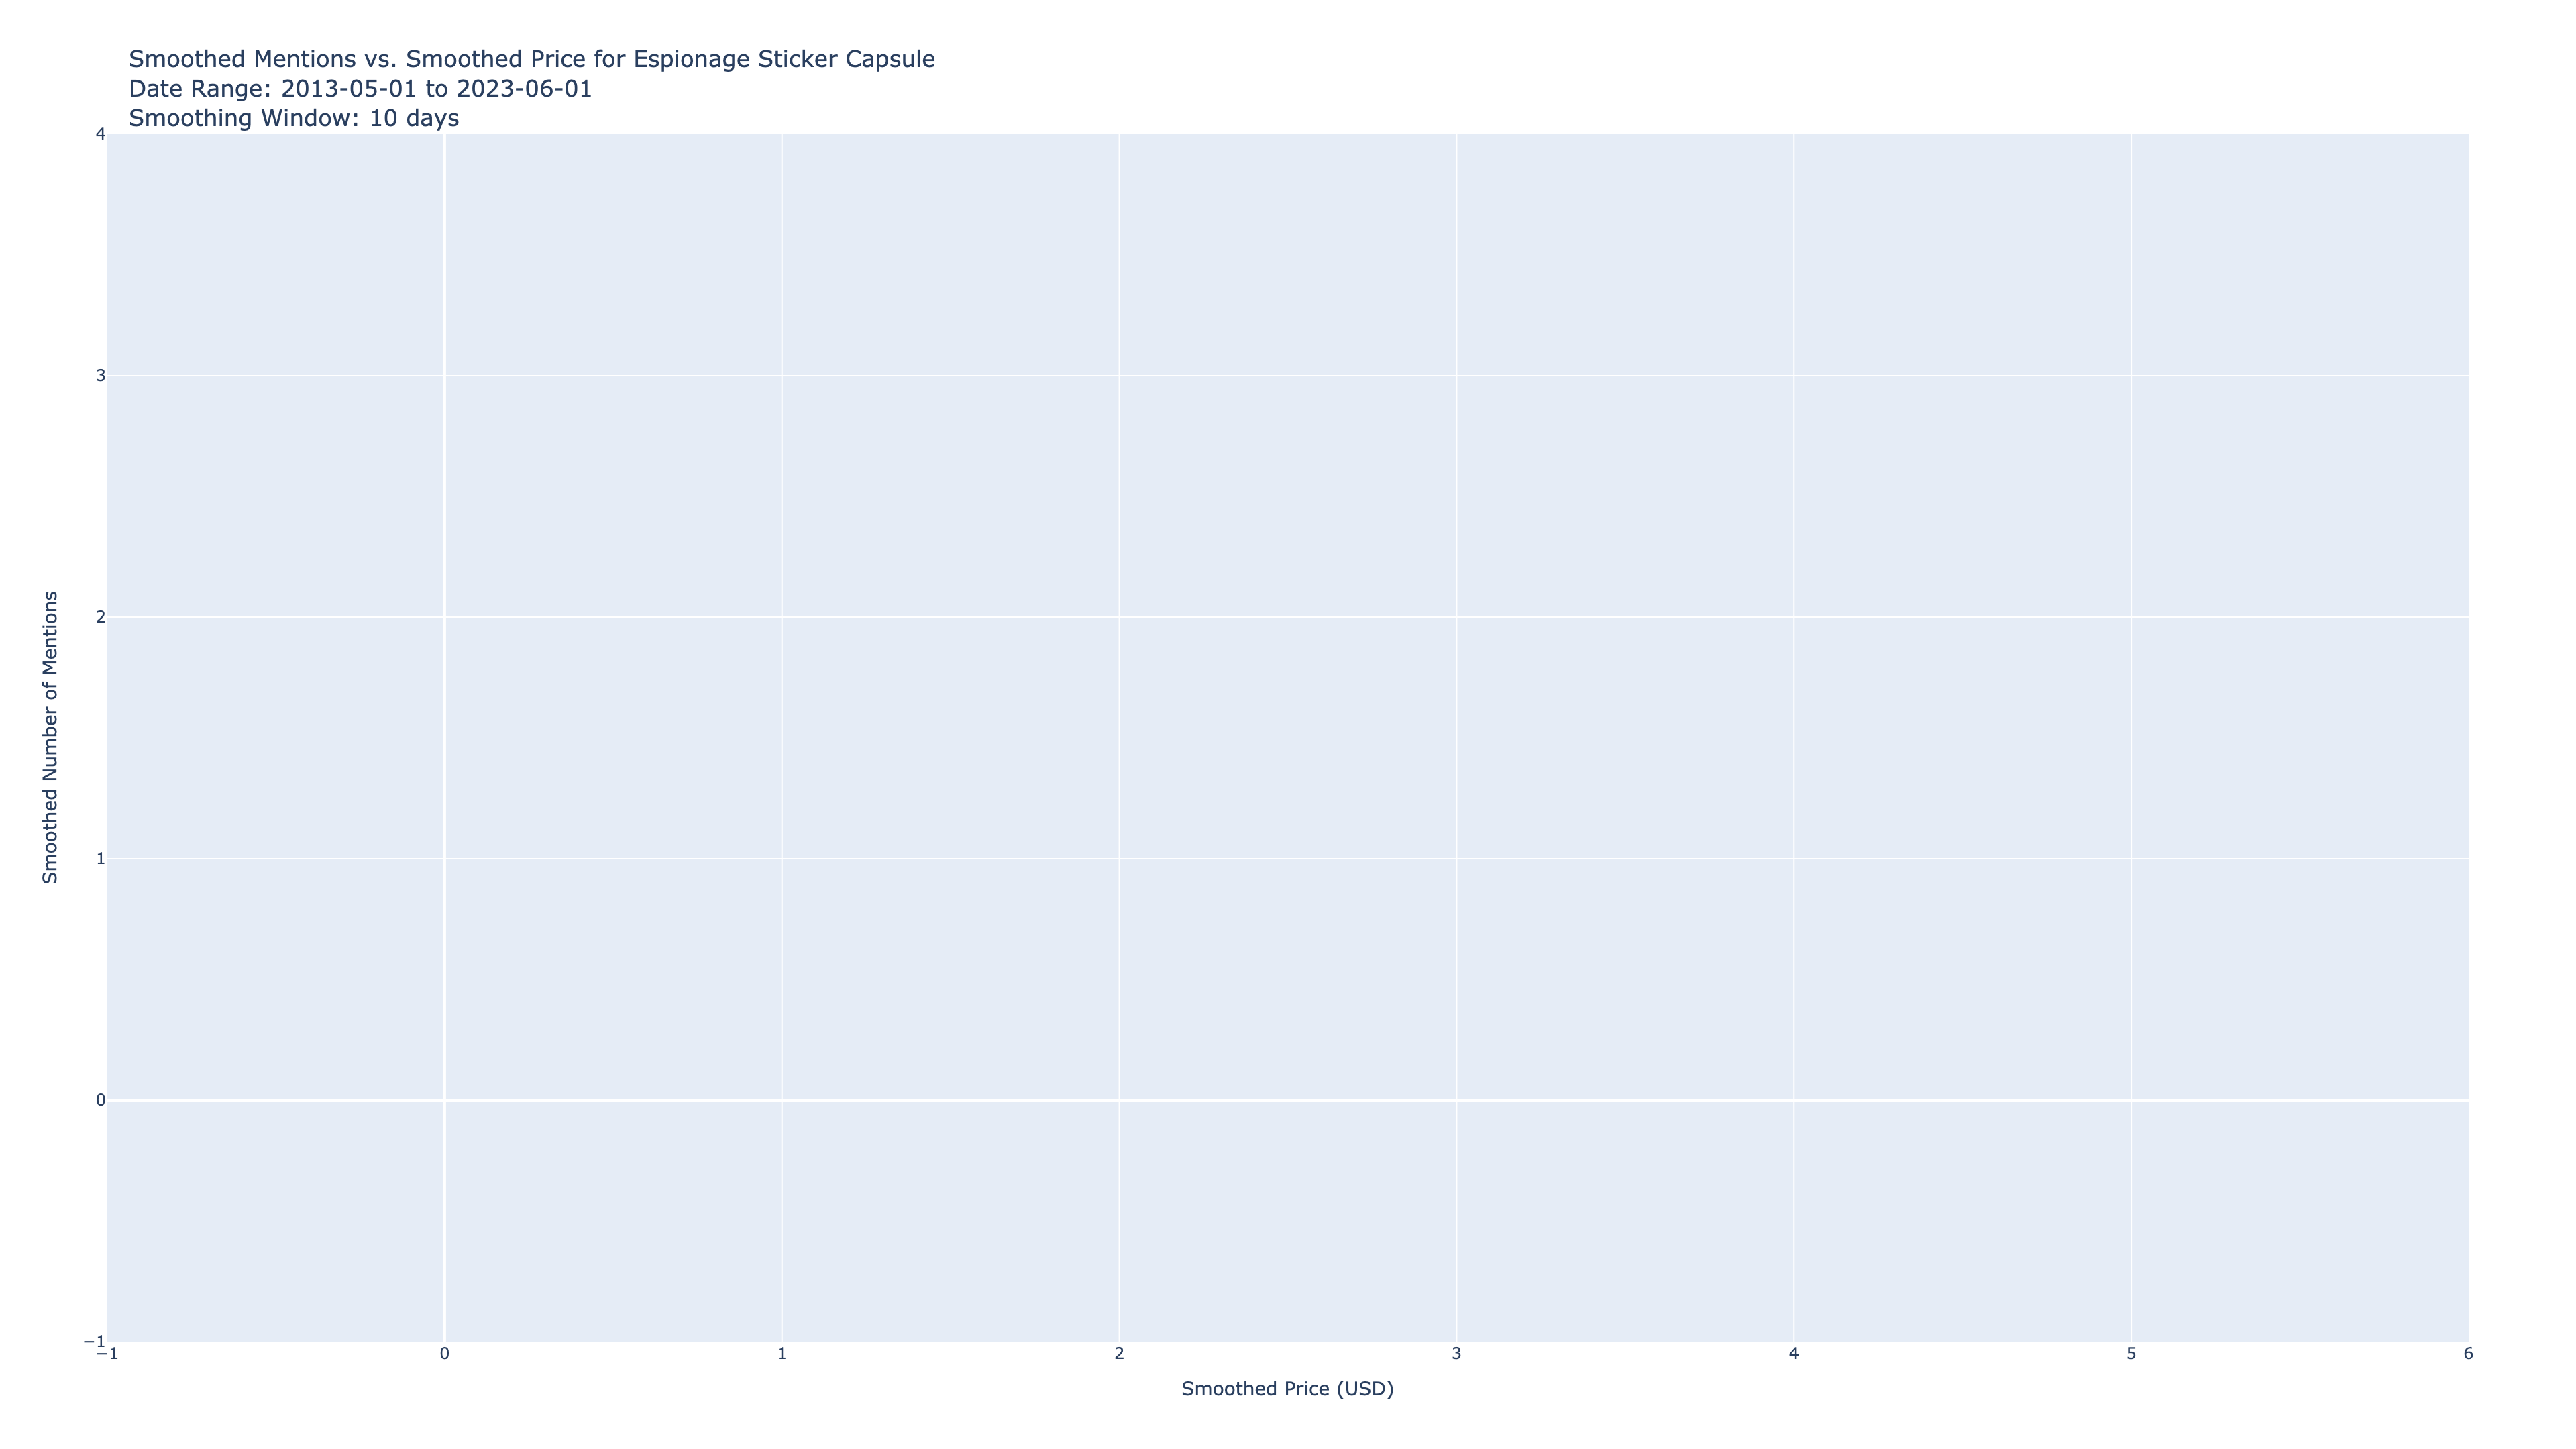 Smoothed Mentions vs. Smoothed Price for Espionage Sticker Capsule
Date Range: 2013-05-01 to 2023-06-01
Smoothing Window: 10 days
4
3
2
1
0
−1
Smoothed Number of Mentions
−1 0 1 2 3 4 5 6
Smoothed Price (USD)